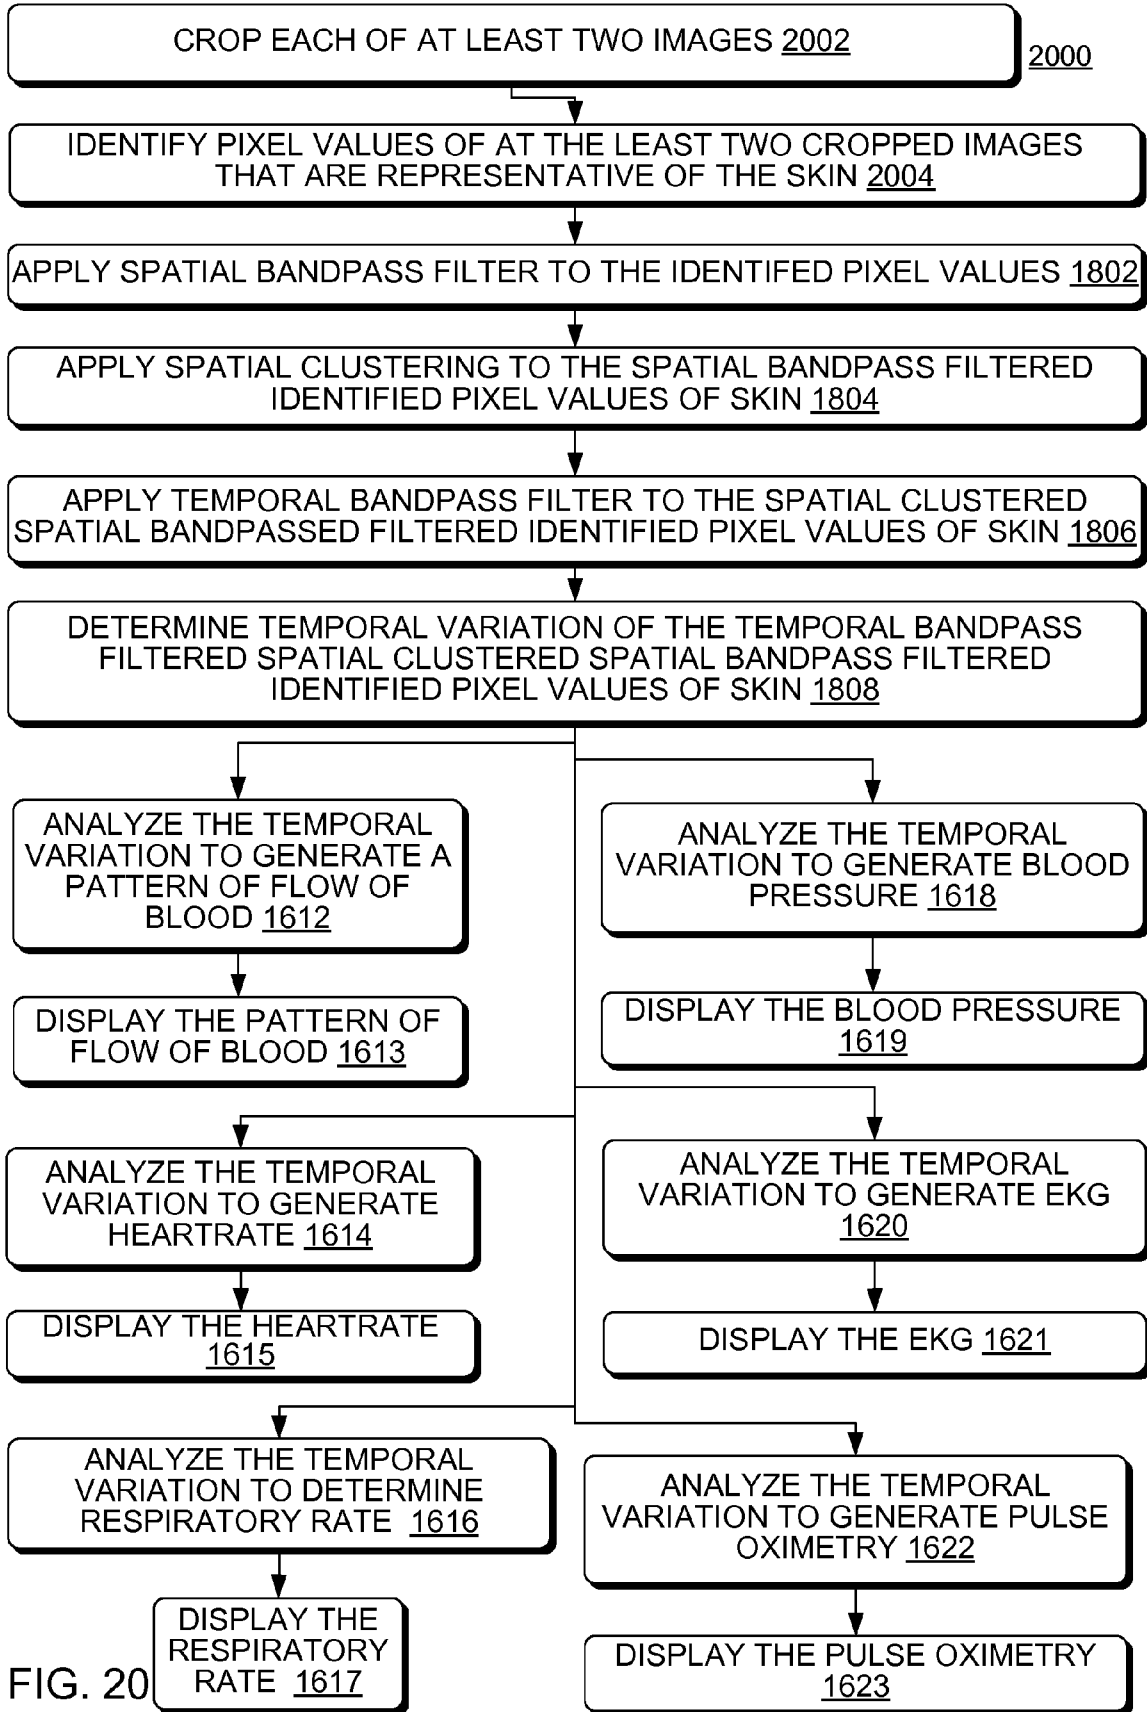 CROP EACH OF AT LEAST TWO IMAGES 2002
2000
IDENTIFY PIXEL VALUES OF AT THE LEAST TWO CROPPED IMAGES
THAT ARE REPRESENTATIVE OF THE SKIN 2004
APPLY SPATIAL BANDPASS FILTER TO THE IDENTIFED PIXEL VALUES 1802
APPLY SPATIAL CLUSTERING TO THE SPATIAL BANDPASS FILTERED
IDENTIFIED PIXEL VALUES OF SKIN 1804
APPLY TEMPORAL BANDPASS FILTER TO THE SPATIAL CLUSTERED
SPATIAL BANDPASSED FILTERED IDENTIFIED PIXEL VALUES OF SKIN 1806
DETERMINE TEMPORAL VARIATION OF THE TEMPORAL BANDPASS
FILTERED SPATIAL CLUSTERED SPATIAL BANDPASS FILTERED
IDENTIFIED PIXEL VALUES OF SKIN 1808
ANALYZE THE TEMPORAL
VARIATION TO GENERATE A
PATTERN OF FLOW OF
BLOOD 1612
ANALYZE THE TEMPORAL
VARIATION TO GENERATE BLOOD
PRESSURE 1618
DISPLAY THE PATTERN OF
FLOW OF BLOOD 1613
DISPLAY THE BLOOD PRESSURE
1619
ANALYZE THE TEMPORAL
VARIATION TO GENERATE
HEARTRATE 1614
ANALYZE THE TEMPORAL
VARIATION TO GENERATE EKG
1620
DISPLAY THE HEARTRATE
1615
DISPLAY THE EKG 1621
ANALYZE THE TEMPORAL
VARIATION TO DETERMINE
RESPIRATORY RATE 1616
ANALYZE THE TEMPORAL
VARIATION TO GENERATE PULSE
OXIMETRY 1622
DISPLAY THE
RESPIRATORY
RATE 1617
DISPLAY THE PULSE OXIMETRY
1623
FIG. 20